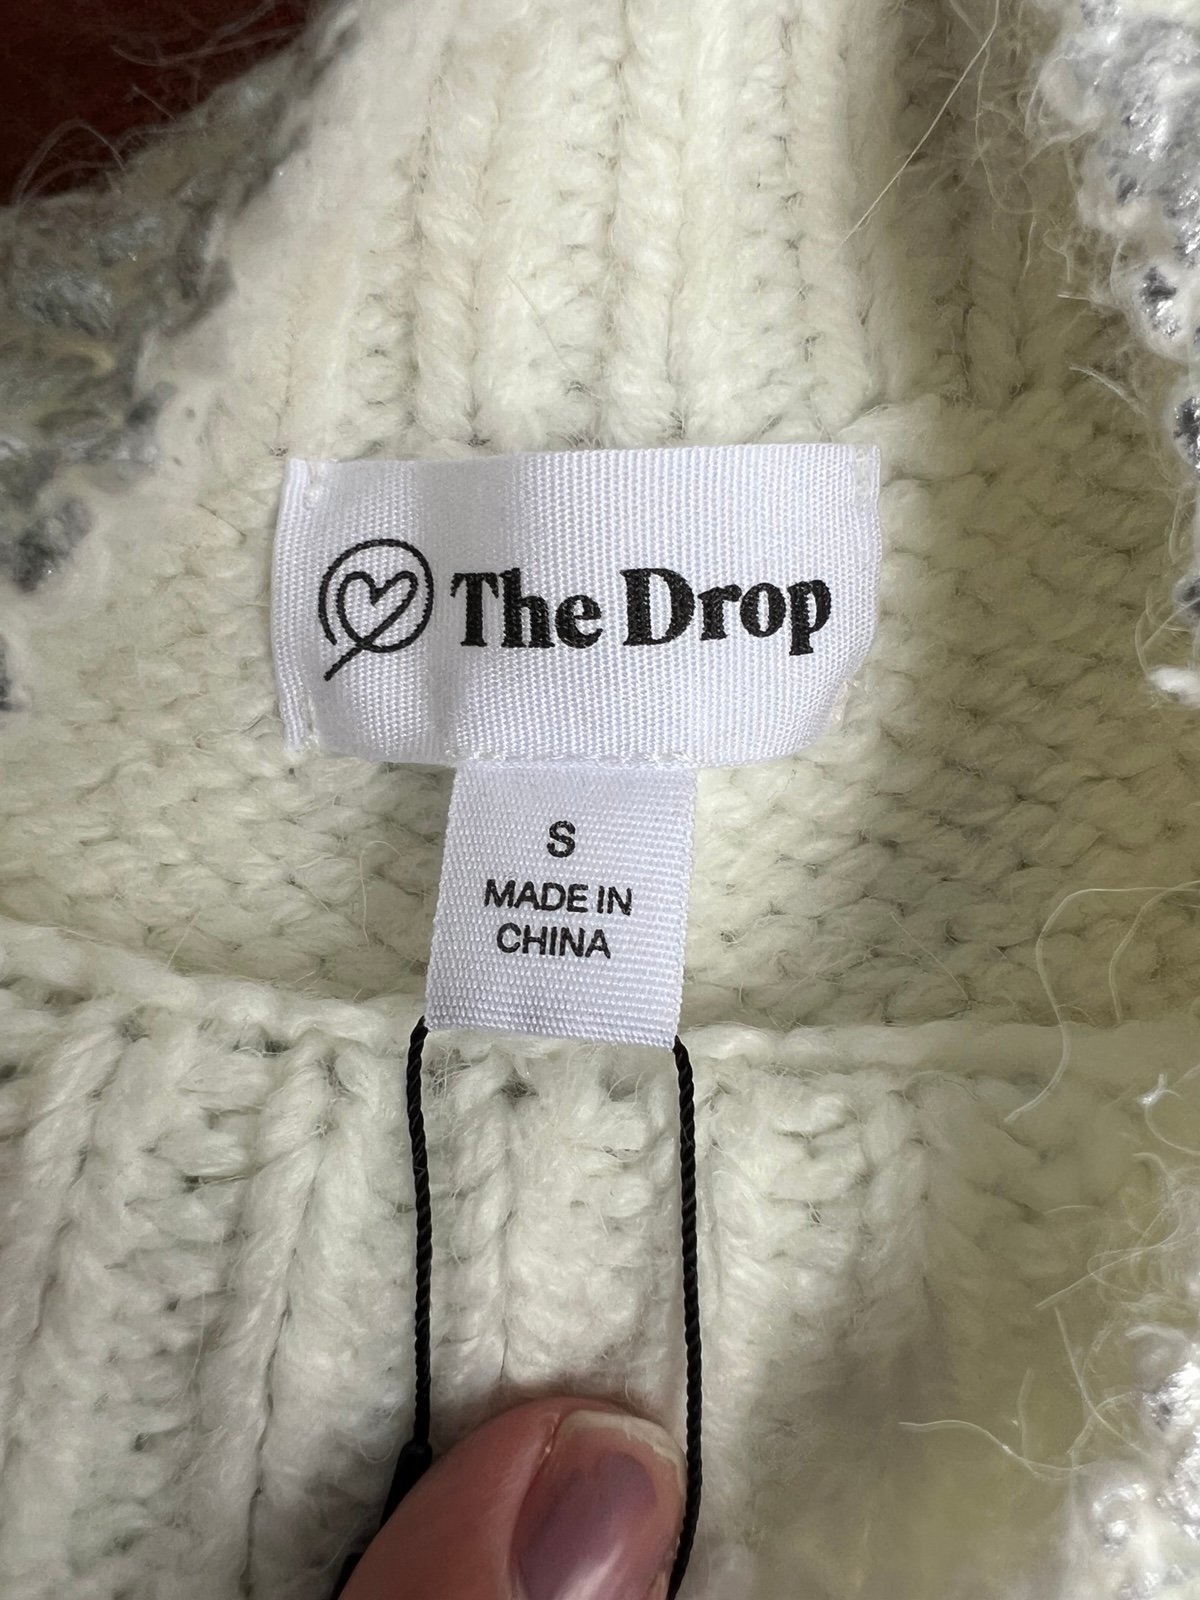 The Drop
S
MADE IN
CHINA